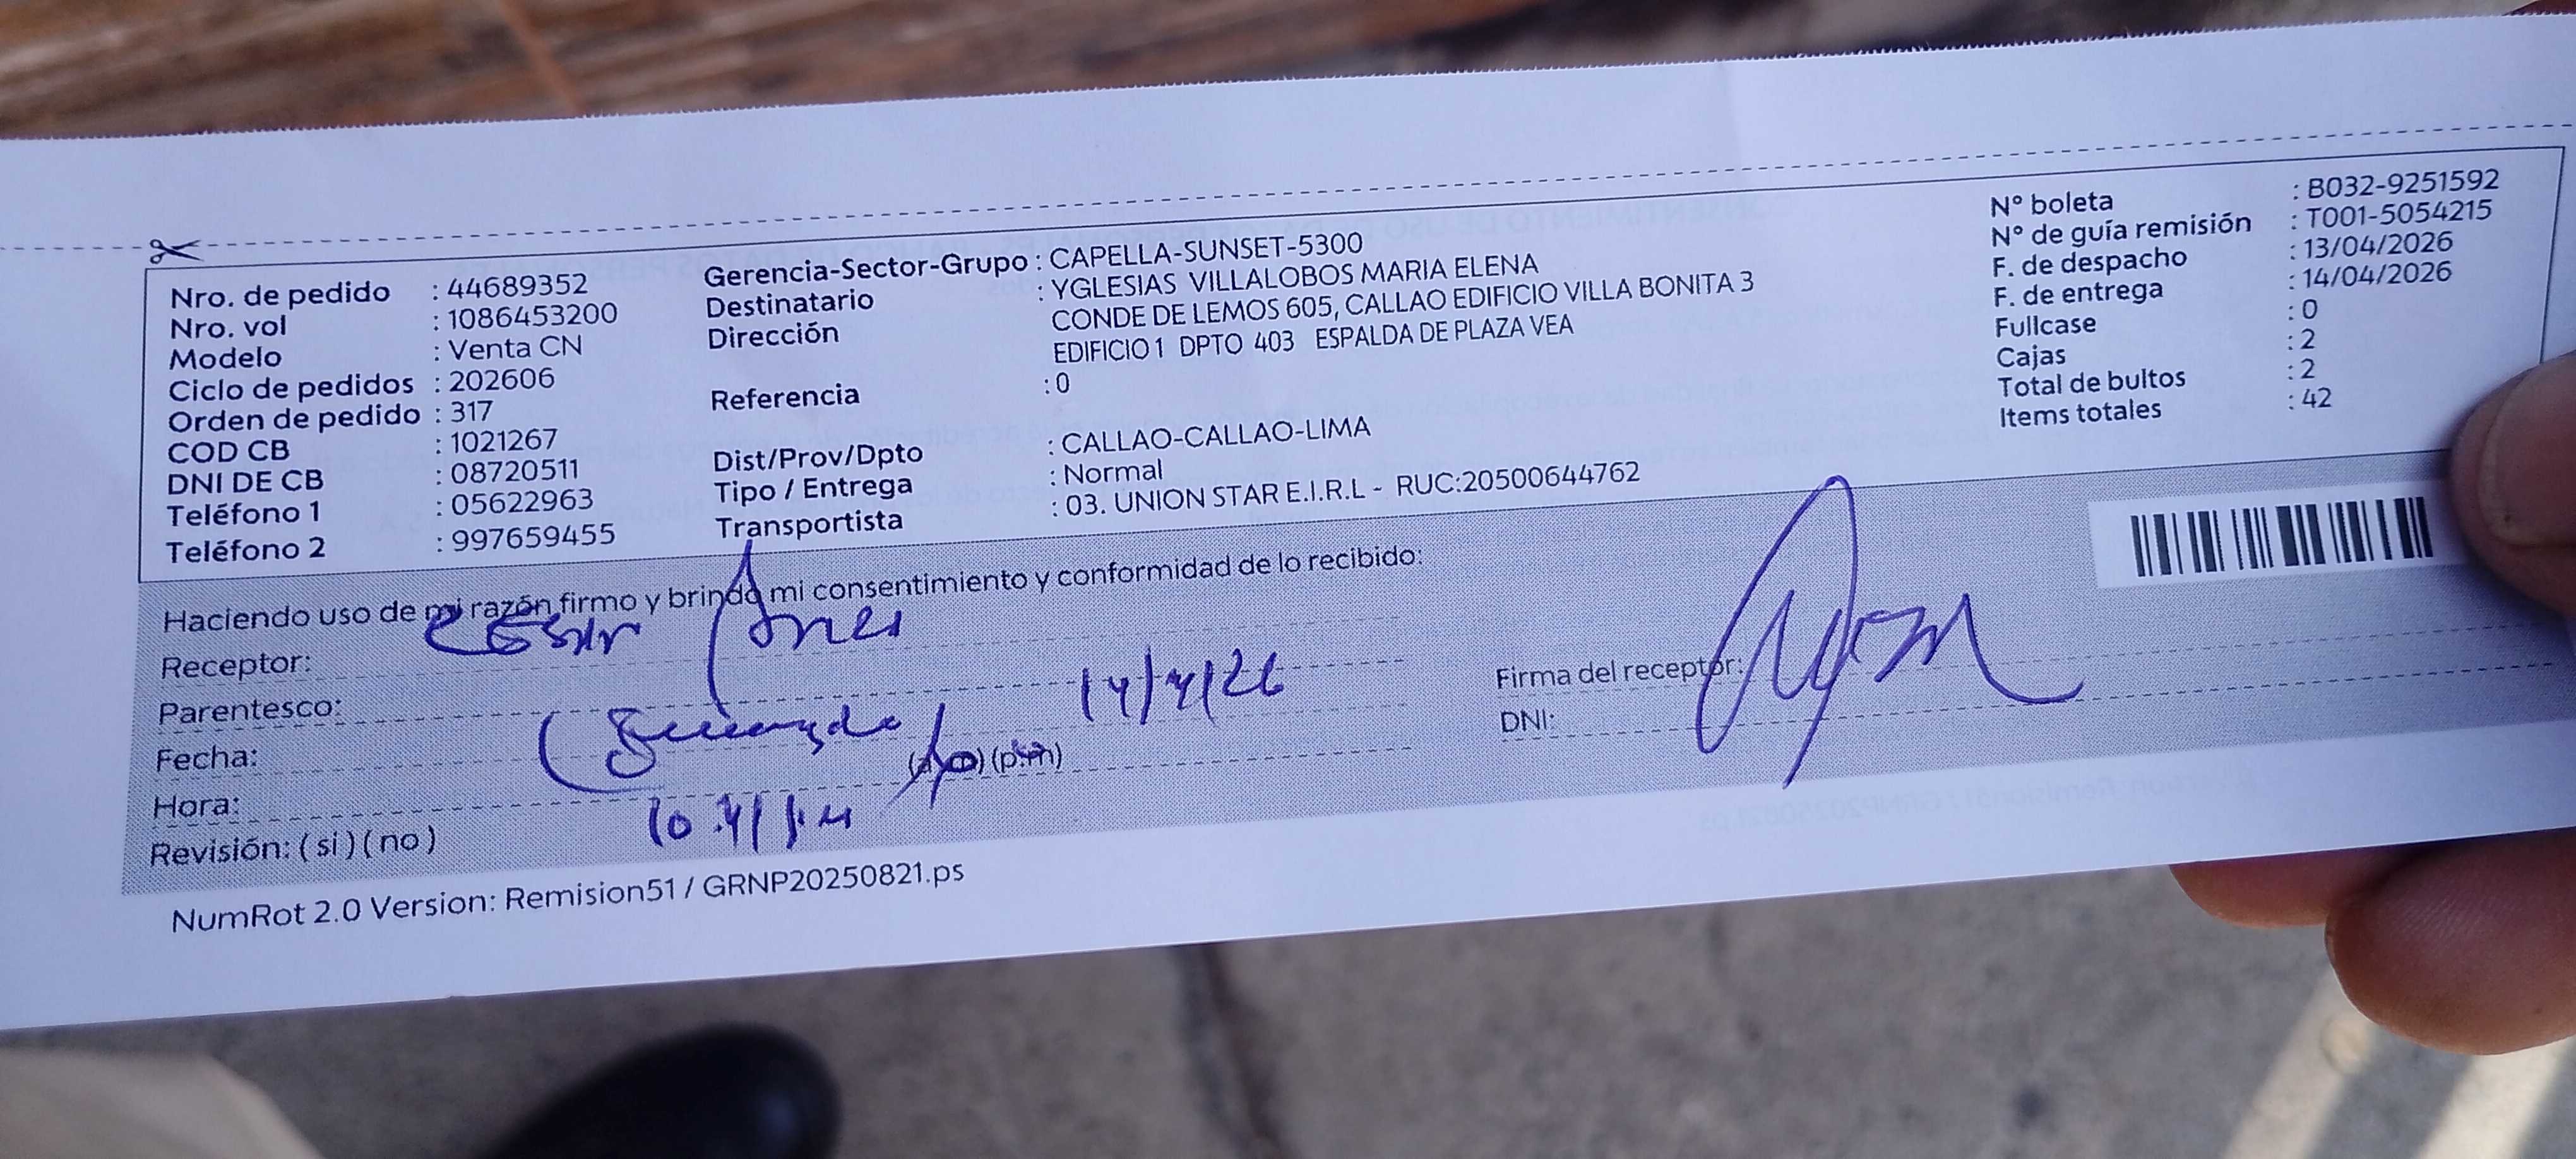 Nro. de pedido : 44689352
Nro. vol : 1086453200
Modelo : Venta CN
Ciclo de pedidos : 202606
Orden de pedido : 317
COD CB : 1021267
DNI DE CB : 08720511
Teléfono 1 : 05622963
Teléfono 2 : 997659455
Gerencia-Sector-Grupo : CAPELLA-SUNSET-5300
Destinatario : YGLESIAS VILLALOBOS MARIA ELENA
Dirección CONDE DE LEMOS 605, CALLAO EDIFICIO VILLA BONITA 3
EDIFICIO 1 DPTO 403 ESPALDA DE PLAZA VEA
Referencia : 0
Dist/Prov/Dpto : CALLAO-CALLAO-LIMA
Tipo / Entrega : Normal
Transportista : 03. UNION STAR E.I.R.L - RUC:20500644762
N° boleta : B032-9251592
N° de guía remisión : T001-5054215
F. de despacho : 13/04/2026
F. de entrega : 14/04/2026
Fullcase : 0
Cajas : 2
Total de bultos : 2
Items totales : 42
Haciendo uso de mi razón firmo y brindo mi consentimiento y conformidad de lo recibido:
Receptor: Cesar
Parentesco:
Fecha: 14/4/26
Hora: (p.m)
Revisión: ( si ) ( no )
Firma del receptor:
DNI:
NumRot 2.0 Version: Remision51 / GRNP20250821.ps